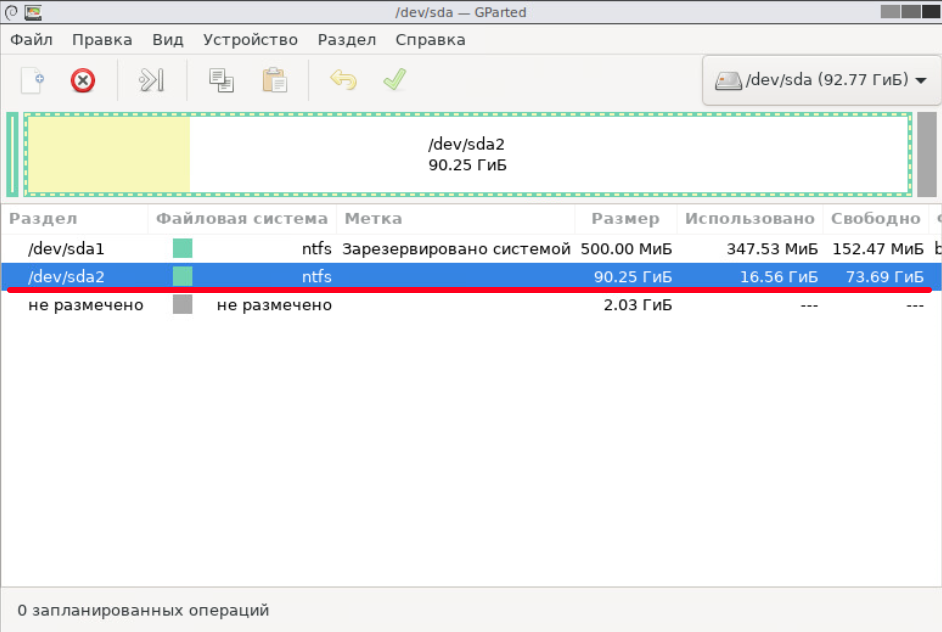 /dev/sda — GParted
Файл Правка Вид Устройство Раздел Справка
/dev/sda (92.77 ГиБ)
/dev/sda2
90.25 ГиБ
Раздел Файловая система Метка Размер Использовано Свободно
/dev/sda1 ntfs Зарезервировано системой 500.00 МиБ 347.53 МиБ 152.47 МиБ
/dev/sda2 ntfs 90.25 ГиБ 16.56 ГиБ 73.69 ГиБ
не размечено не размечено 2.03 ГиБ --- ---
0 запланированных операций